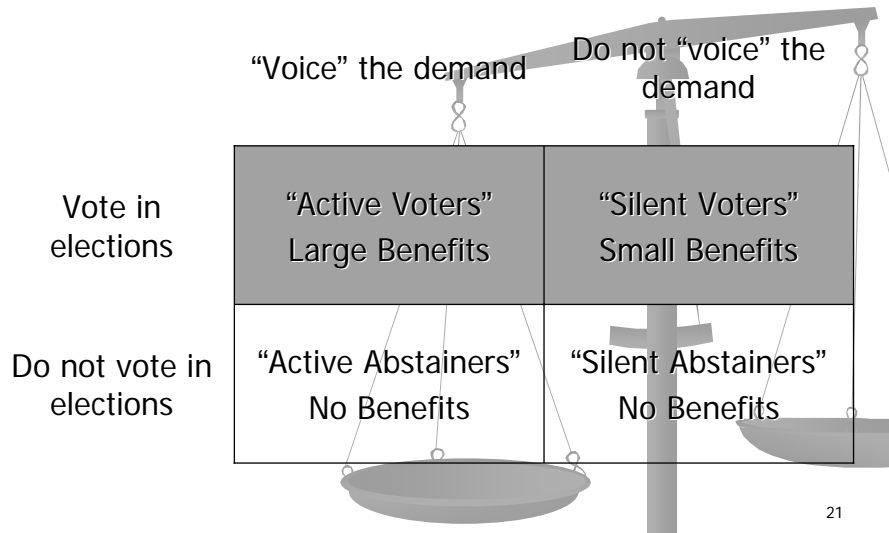 “Voice” the demand
Do not “voice” the
demand
Vote in
elections
“Active Voters”
Large Benefits
“Silent Voters”
Small Benefits
Do not vote in
elections
“Active Abstainers”
No Benefits
“Silent Abstainers”
No Benefits
21